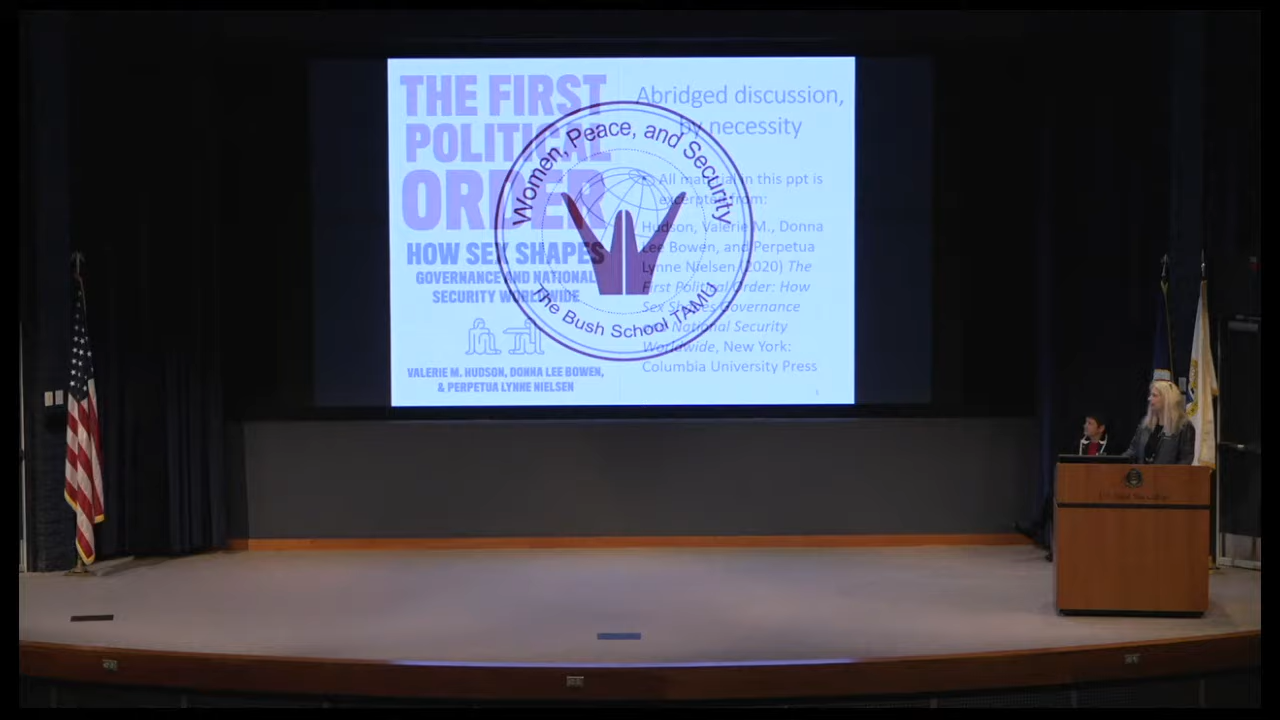 THE FIRST
POLITICAL
ORDER
HOW SEX SHAPES
GOVERNANCE AND NATIONAL
SECURITY WORLDWIDE
VALERIE M. HUDSON, DONNA LEE BOWEN,
& PERPETUA LYNNE NIELSEN
Women, Peace, and Security
The Bush School TAMU
Abridged discussion,
by necessity
All material in this ppt is
excerpted from:
Hudson, Valerie M., Donna
Lee Bowen, and Perpetua
Lynne Nielsen (2020) The
First Political Order: How
Sex Shapes Governance
and National Security
Worldwide, New York:
Columbia University Press